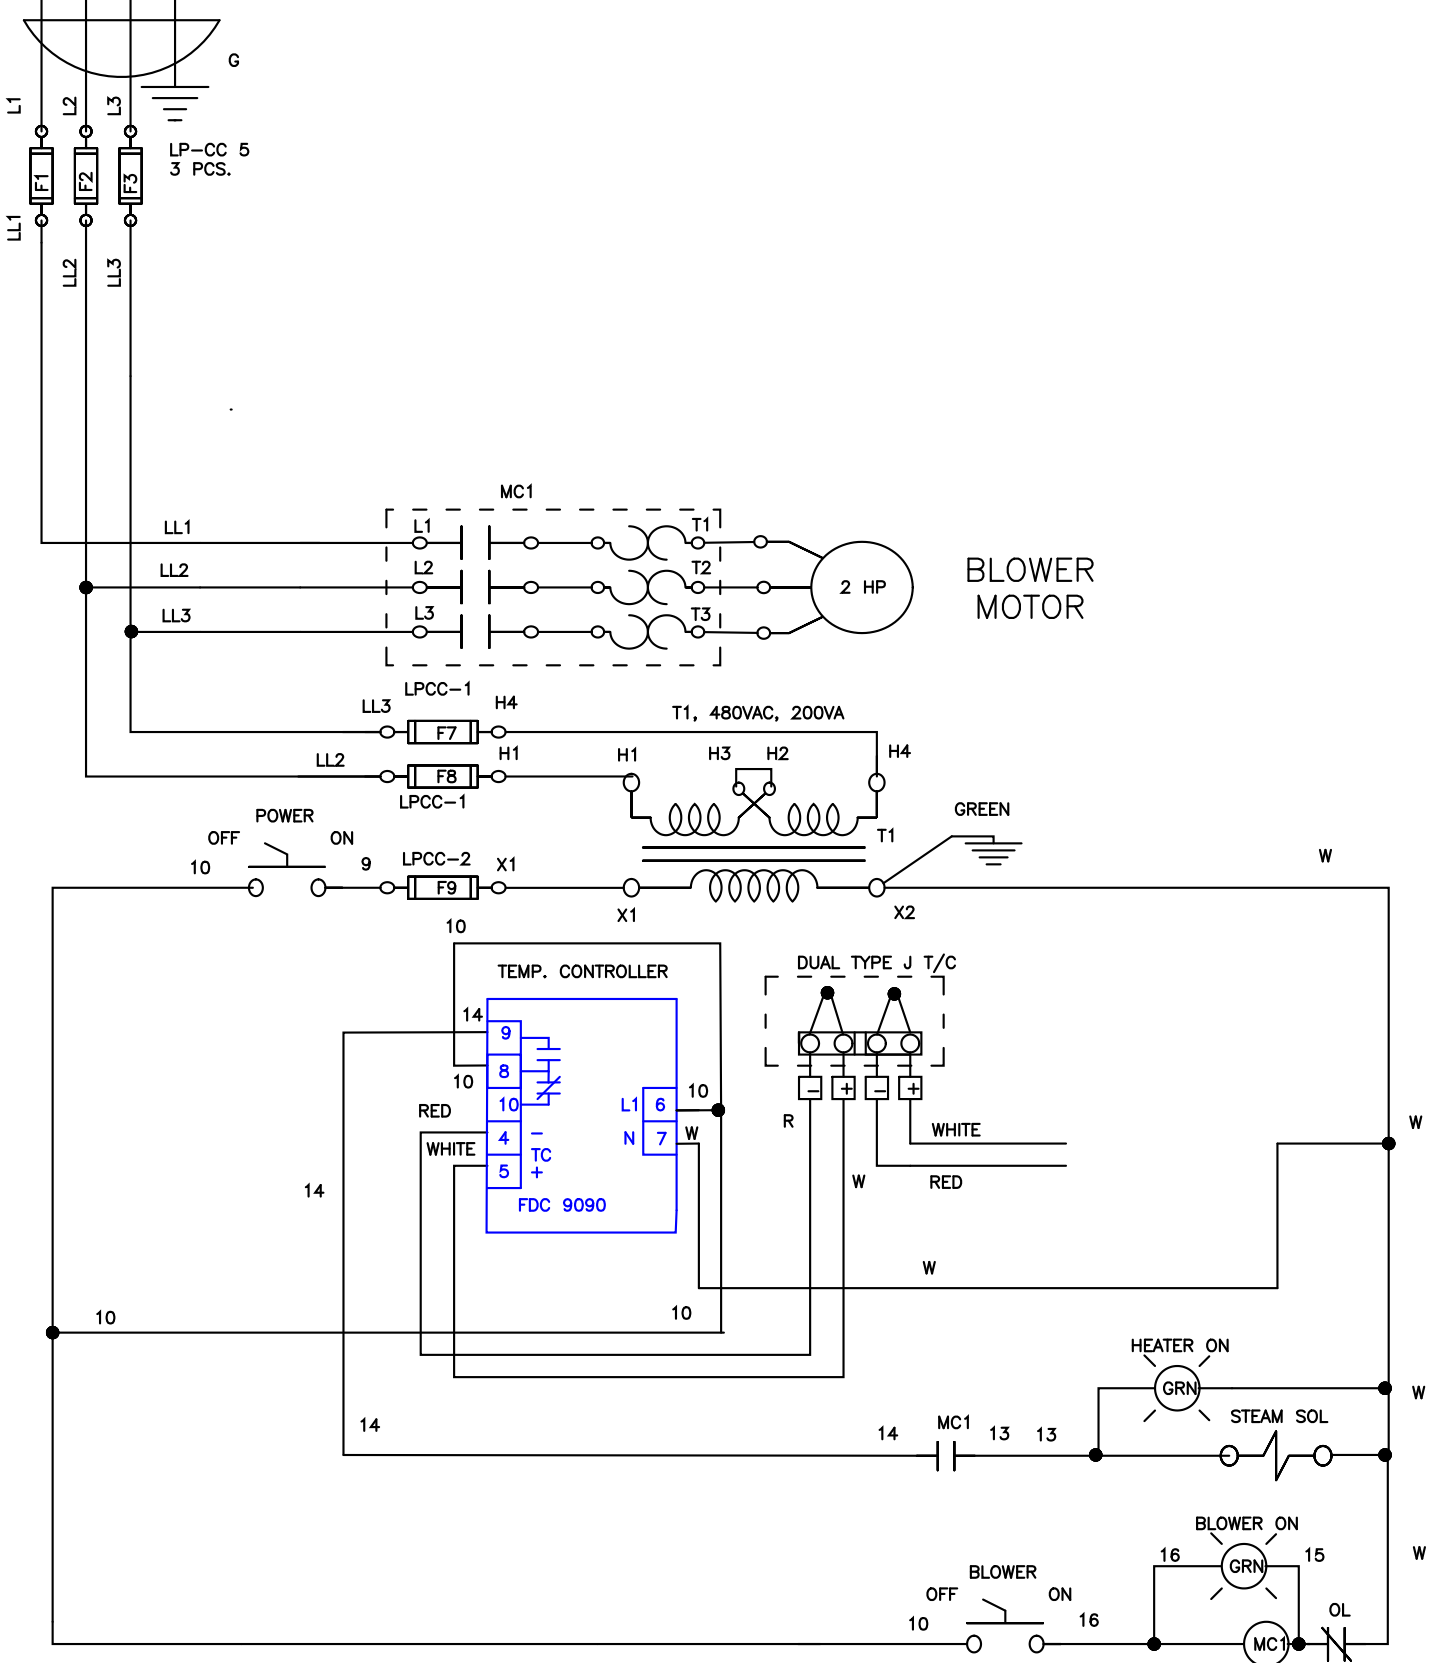 G
L1
L2
L3
LP-CC 5
3 PCS.
F1
F2
F3
LL1
LL2
LL3
MC1
LL1
L1
T1
LL2
L2
T2
2 HP
BLOWER
MOTOR
LL3
L3
T3
LPCC-1
LL3
H4
F7
T1, 480VAC, 200VA
LL2
F8
H1
H1
H3
H2
H4
LPCC-1
POWER
OFF
ON
GREEN
T1
10
9
LPCC-2
X1
F9
W
X1
X2
10
TEMP. CONTROLLER
DUAL TYPE J T/C
14
9
8
10
10
RED
4
-
WHITE
TC
5
+
L1
6
10
N
7
W
FDC 9090
-
+
-
+
R
WHITE
W
RED
W
14
W
10
10
HEATER ON
GRN
W
14
14
MC1
13
13
STEAM SOL
BLOWER ON
16
GRN
15
W
BLOWER
OFF
ON
10
16
MC1
OL